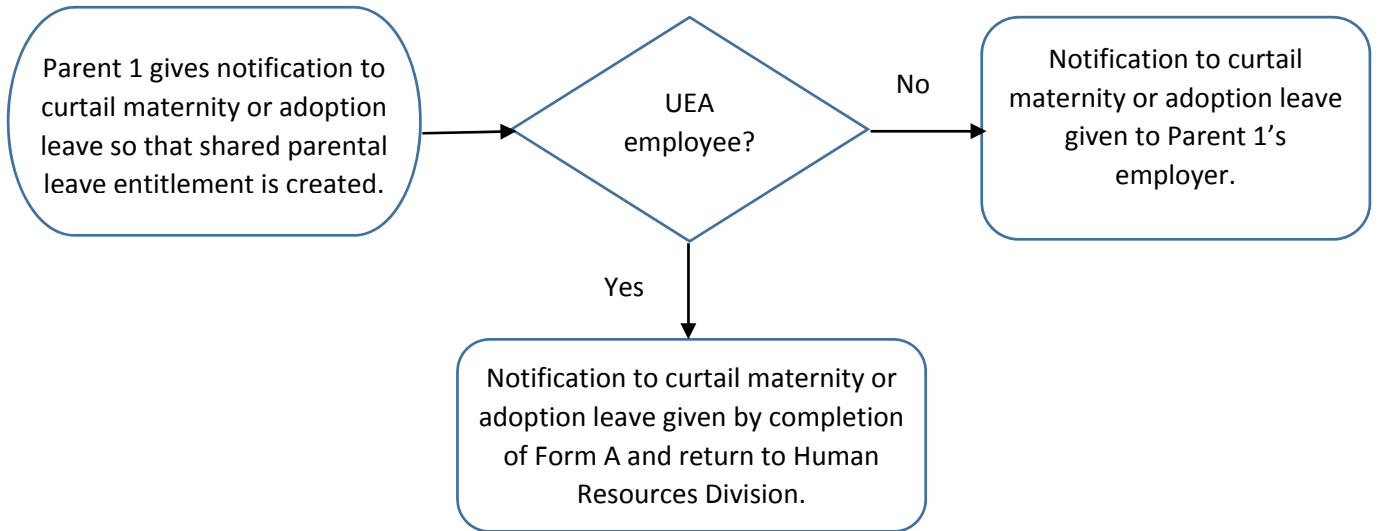 Parent 1 gives notification to
curtail maternity or adoption
leave so that shared parental
leave entitlement is created.
UEA
employee?
No
Notification to curtail
maternity or adoption leave
given to Parent 1’s
employer.
Yes
Notification to curtail maternity or
adoption leave given by completion
of Form A and return to Human
Resources Division.